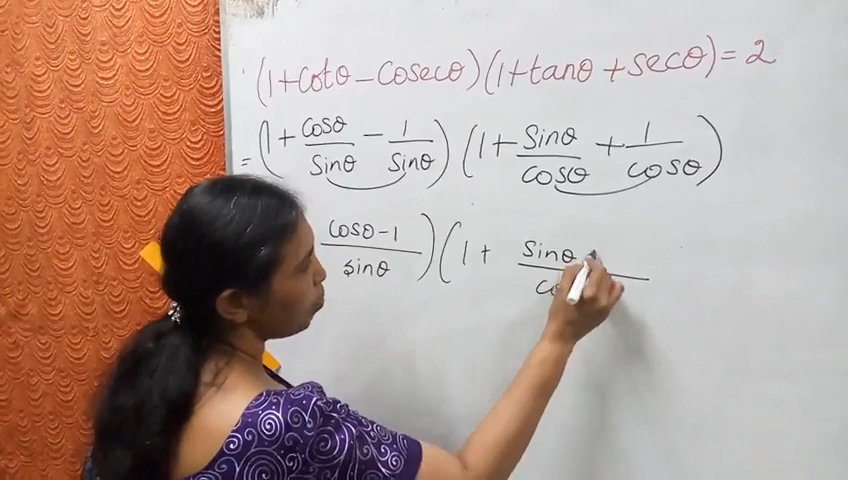 (1+cotθ-cosecθ)(1+tanθ+secθ)=2
=(1+cosθ/sinθ-1/sinθ)(1+sinθ/cosθ+1/cosθ)
cosθ-1/sinθ)(1+sinθ